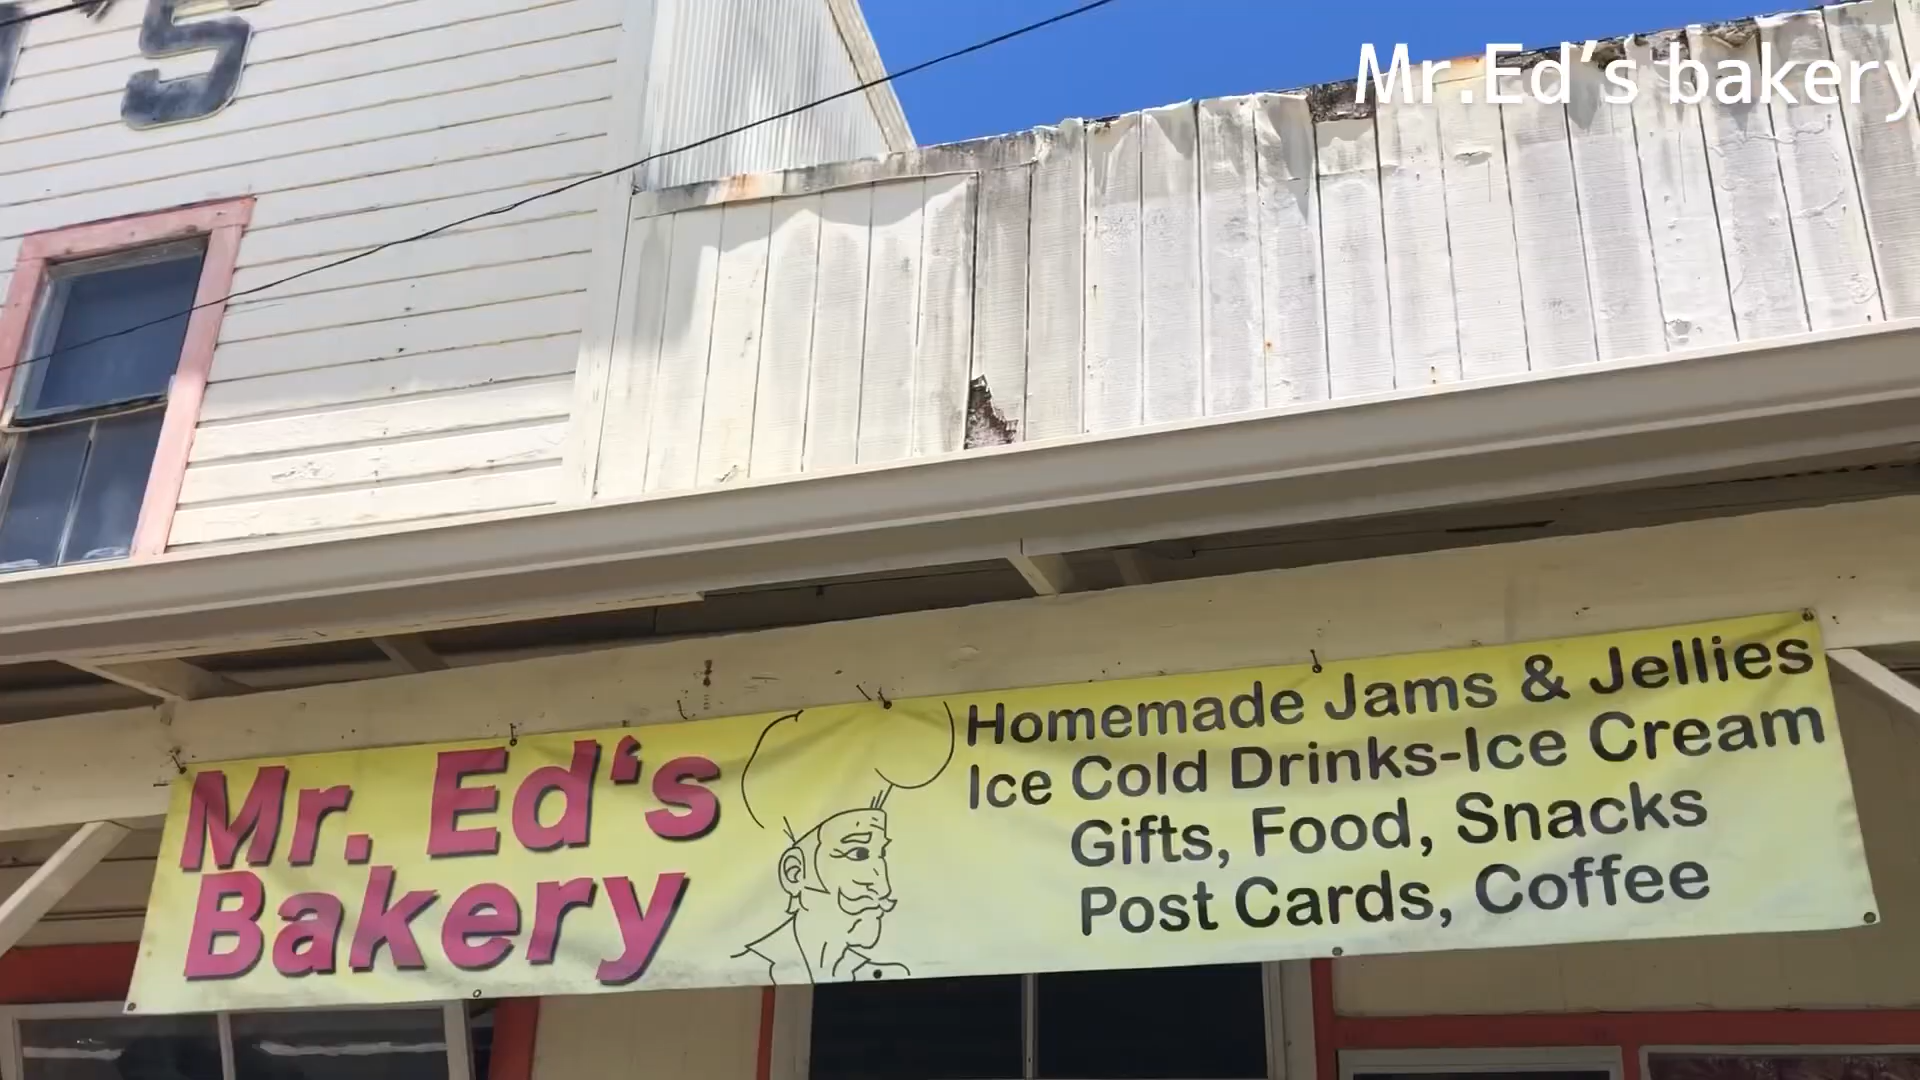 Mr.Ed's bakery
Mr. Ed's
Bakery
Homemade Jams & Jellies
Ice Cold Drinks-Ice Cream
Gifts, Food, Snacks
Post Cards, Coffee